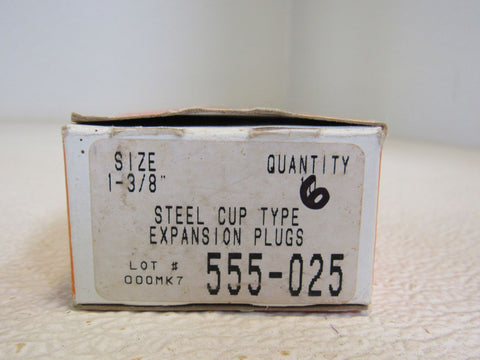 SIZE QUANTITY
1-3/8" 6
STEEL CUP TYPE
EXPANSION PLUGS
LOT # 555-025
000MK7